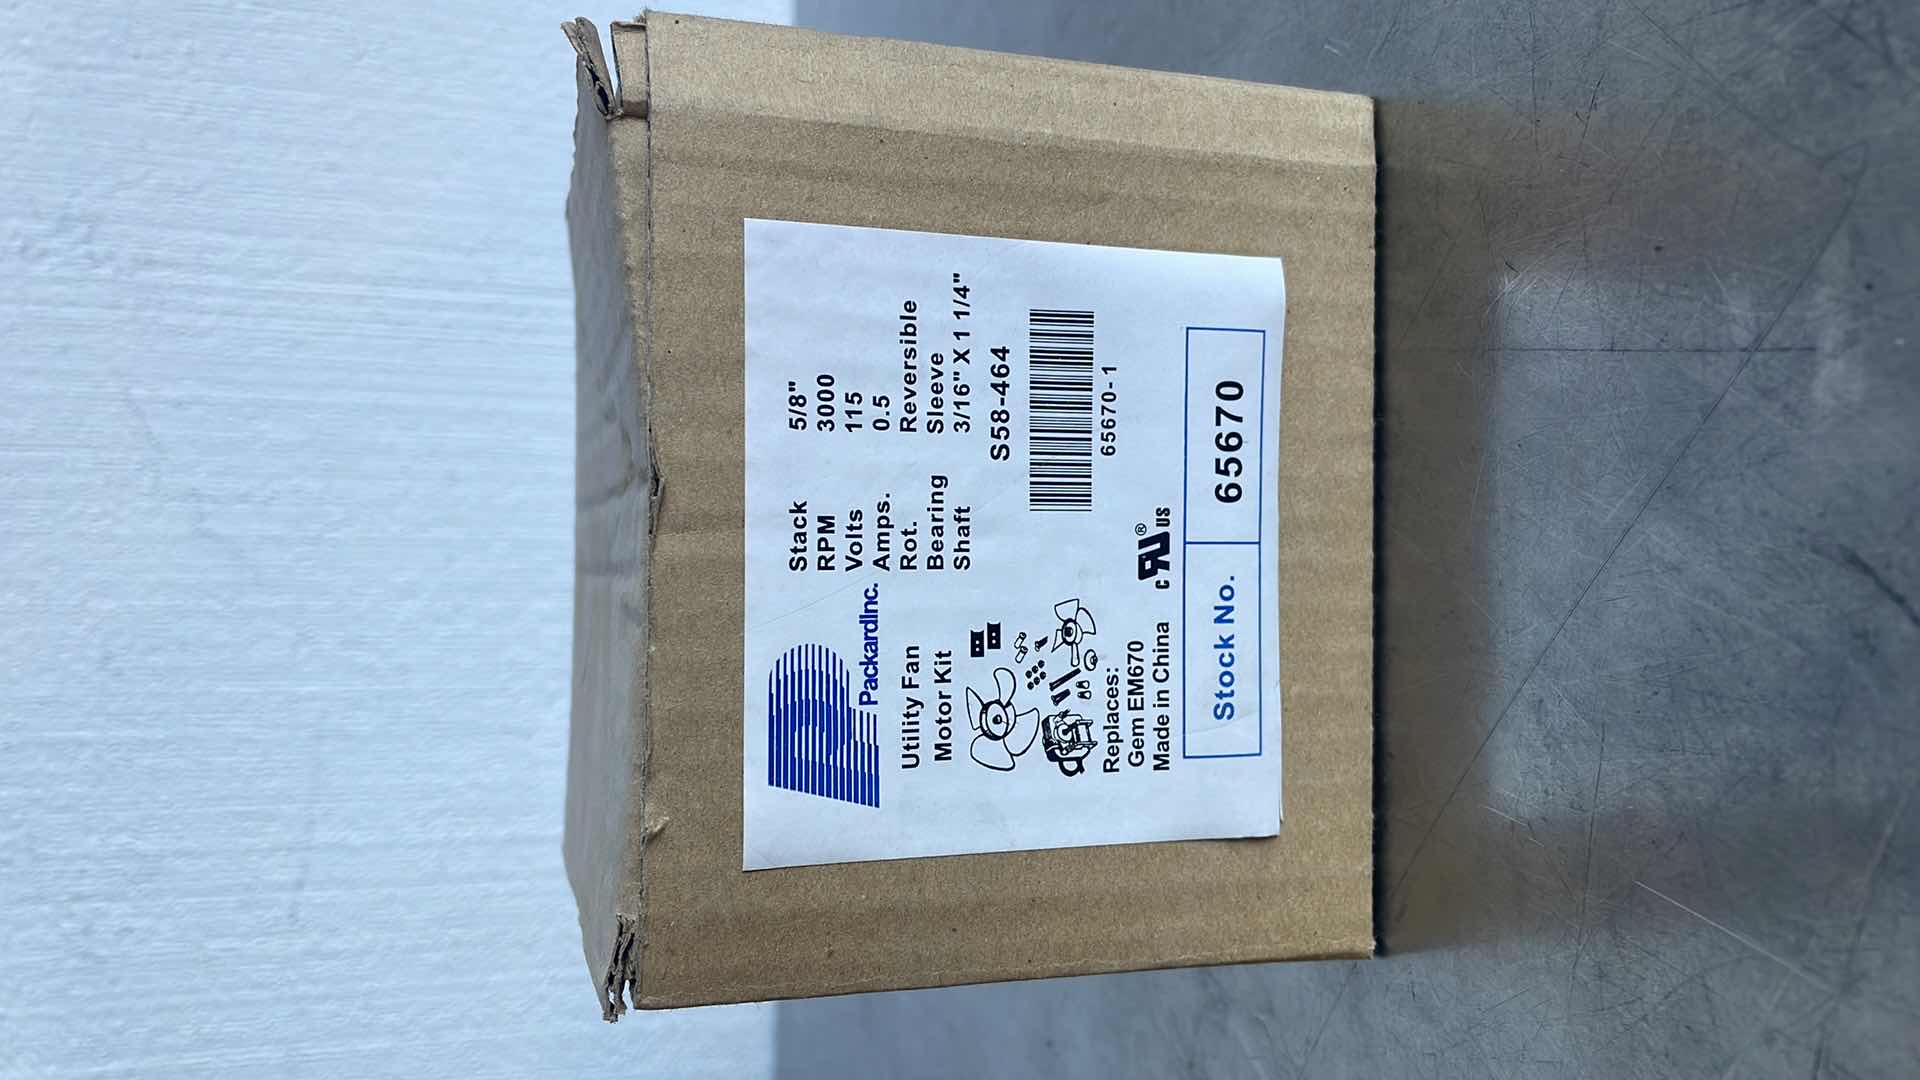 PackardInc.
Utility Fan
Motor Kit
Replaces:
Gem EM670
Made in China
Stack 5/8"
RPM 3000
Volts 115
Amps. 0.5
Rot. Reversible
Bearing Sleeve
Shaft 3/16" X 1 1/4"
S58-464
65670-1
c RU ® US
Stock No. 65670